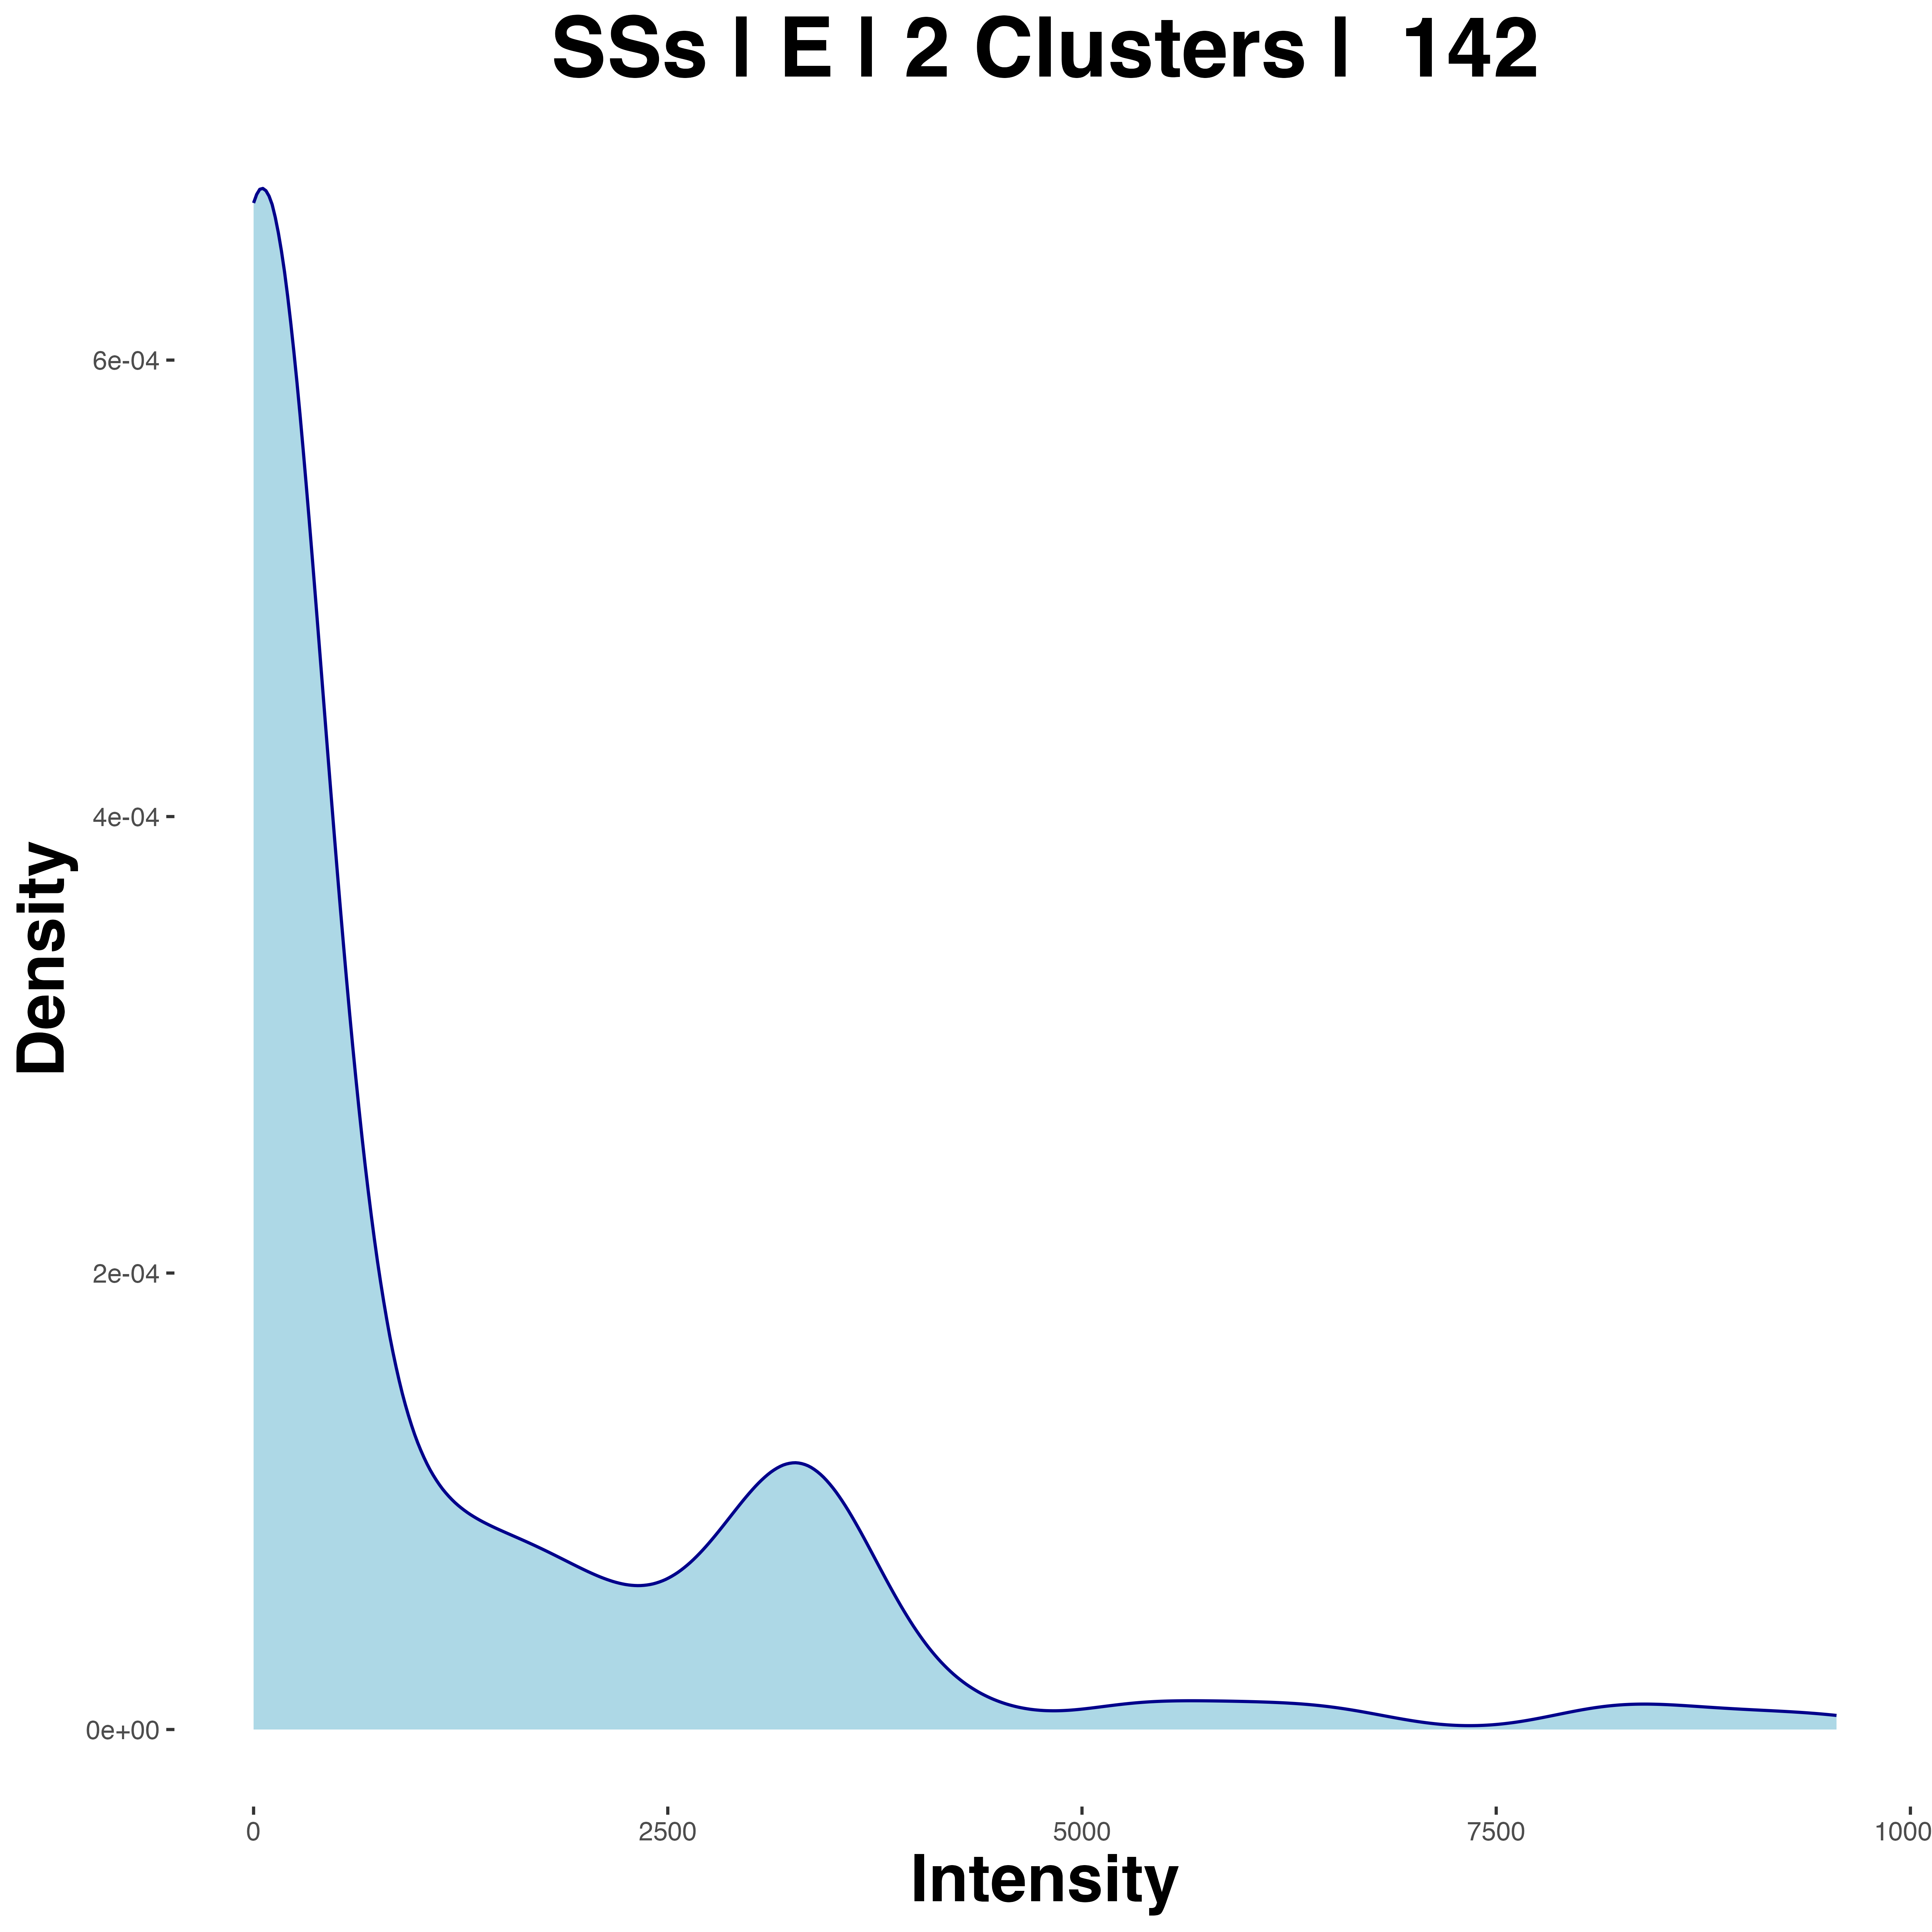 SSs | E | 2 Clusters |  142
Density
6e-04
4e-04
2e-04
0e+00
0
2500
5000
7500
1000
Intensity